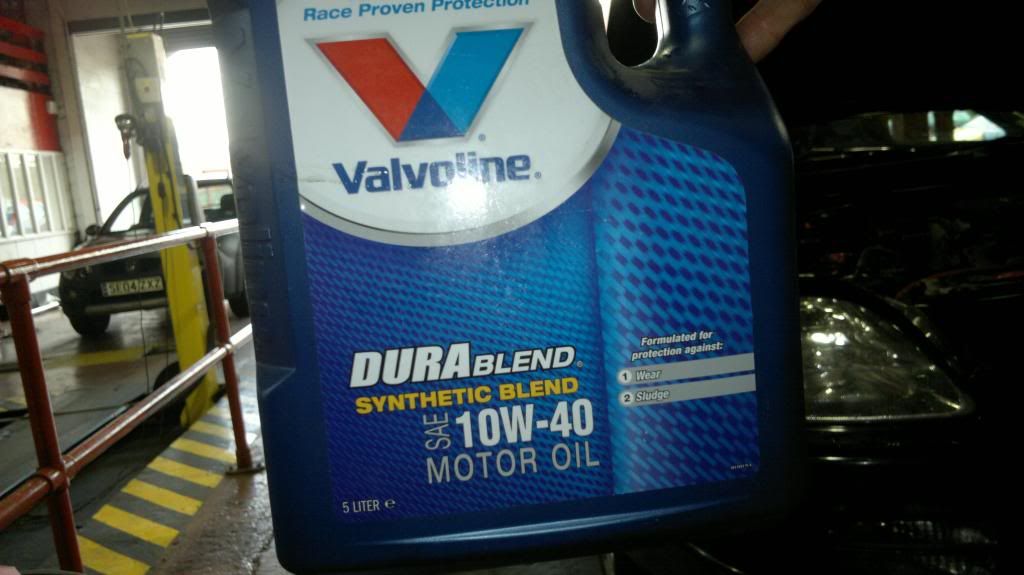 Race Proven Protection
Valvoline
DURABLEND
SYNTHETIC BLEND
SAE 10W-40
MOTOR OIL
5 LITER e
Formulated for
protection against:
1 Wear
2 Sludge